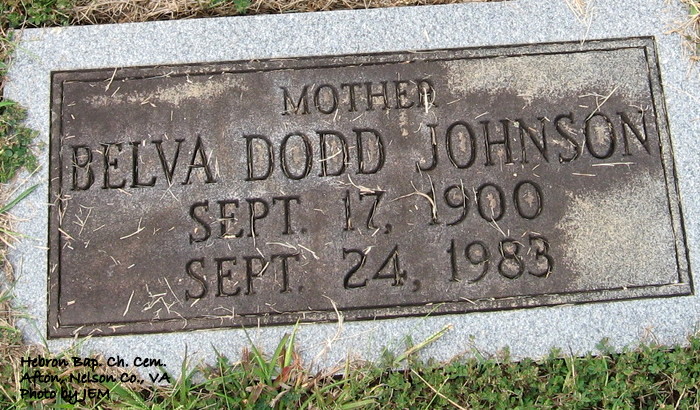 MOTHER
BELVA DODD JOHNSON
SEPT. 17, 1900
SEPT. 24, 1983
Hebron Bap. Ch. Cem.
Afton, Nelson Co., VA
Photo by JEM